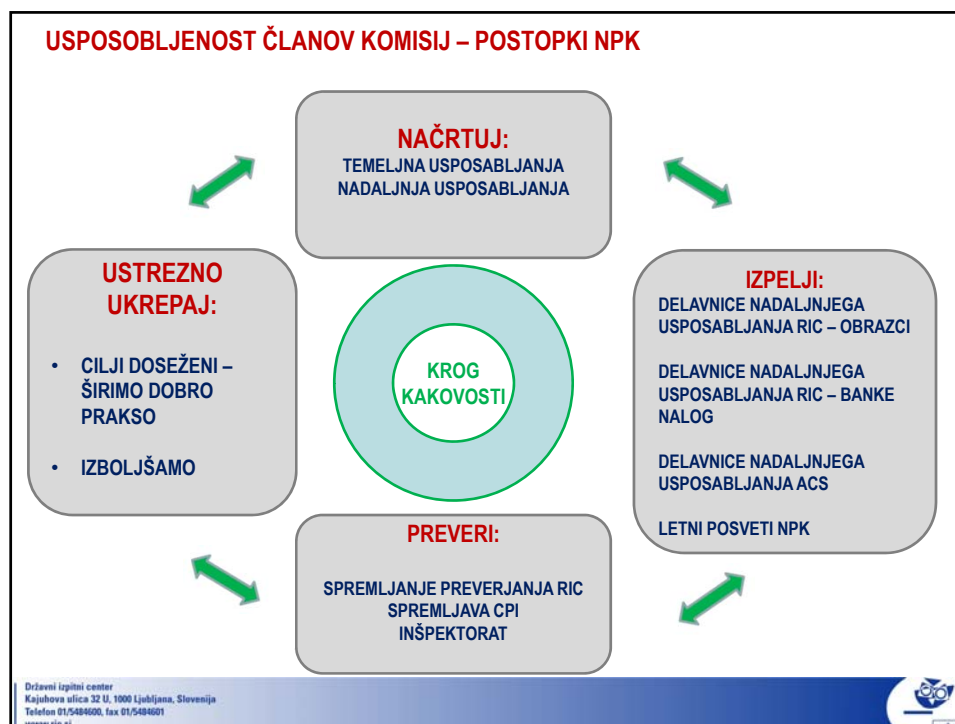 USPOSOBLJENOST ČLANOV KOMISIJ – POSTOPKI NPK
NAČRTUJ:
TEMELJNA USPOSABLJANJA
NADALJNJA USPOSABLJANJA
USTREZNO
UKREPAJ:
• CILJI DOSEŽENI –
ŠIRIMO DOBRO
PRAKSO
• IZBOLJŠAMO
KROG
KAKOVOSTI
IZPELJI:
DELAVNICE NADALJNJEGA
USPOSABLJANJA RIC – OBRAZCI
DELAVNICE NADALJNJEGA
USPOSABLJANJA RIC – BANKE
NALOG
DELAVNICE NADALJNJEGA
USPOSABLJANJA ACS
LETNI POSVETI NPK
PREVERI:
SPREMLJANJE PREVERJANJA RIC
SPREMLJAVA CPI
INŠPEKTORAT
Državni izpitni center
Kajuhova ulica 32 U, 1000 Ljubljana, Slovenija
Telefon 01/5484600, fax 01/5484601